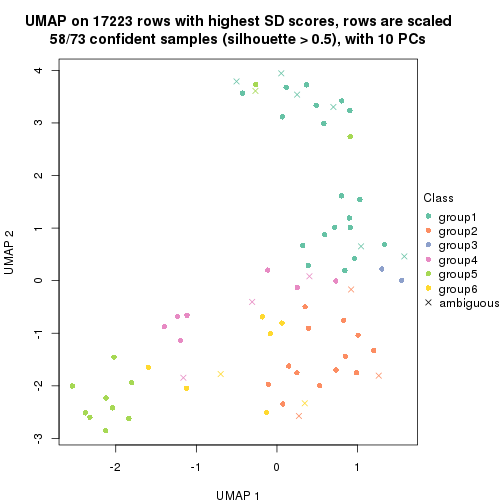 UMAP on 17223 rows with highest SD scores, rows are scaled
58/73 confident samples (silhouette > 0.5), with 10 PCs
4
3
2
1
0
-1
-2
-3
UMAP 2
-2
-1
0
1
UMAP 1
Class
group1
group2
group3
group4
group5
group6
ambiguous